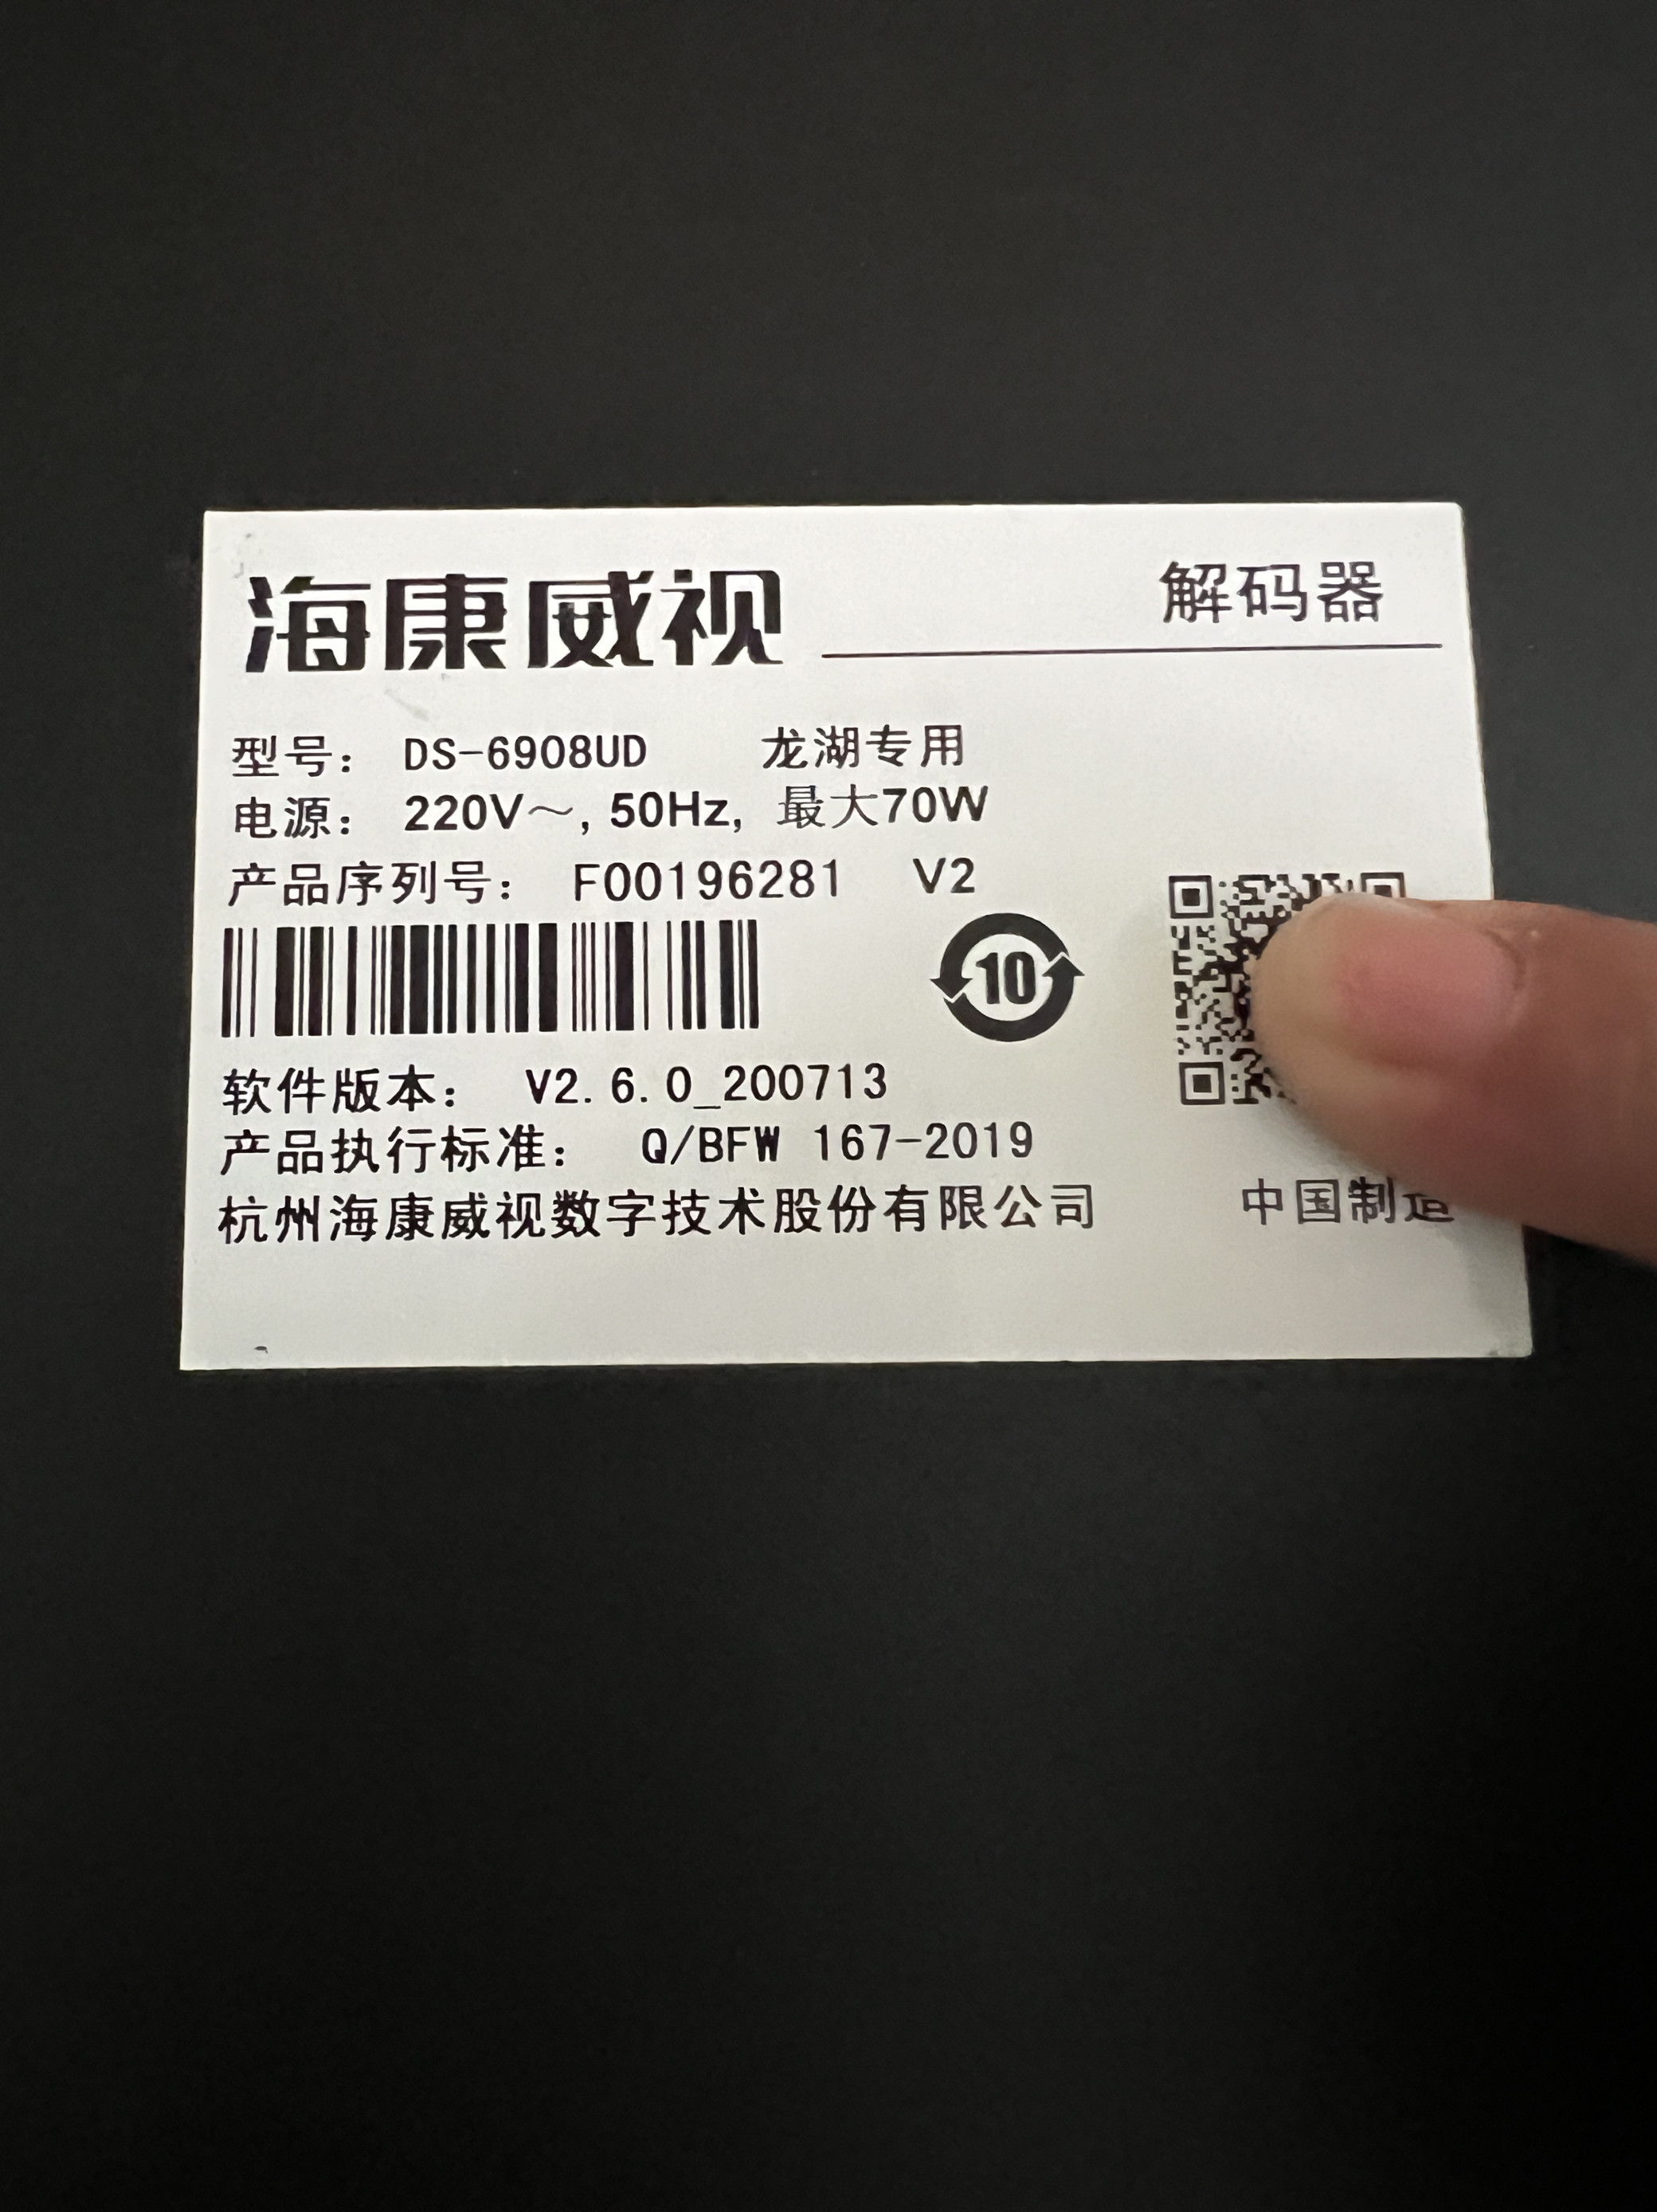 海康威视 解码器
型号： DS-6908UD 龙湖专用
电源： 220V～, 50Hz, 最大70W
产品序列号： F00196281 V2
10
软件版本： V2.6.0_200713
产品执行标准： Q/BFW 167-2019
杭州海康威视数字技术股份有限公司 中国制造